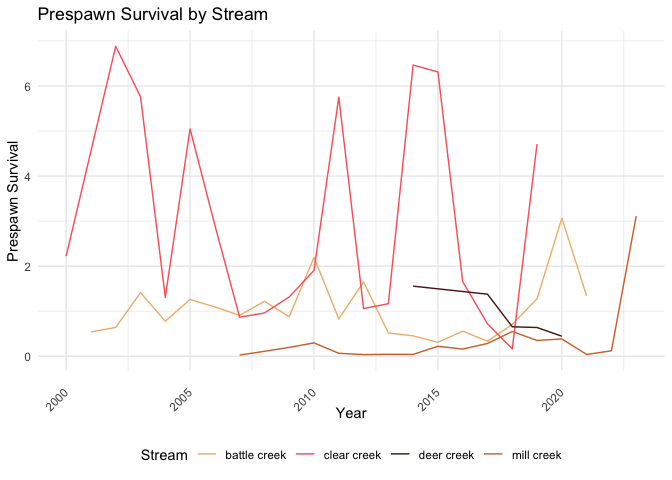 Prespawn Survival by Stream
Prespawn Survival
6
4
2
0
2000
2005
2010
2015
2020
Year
Stream
battle creek
clear creek
deer creek
mill creek